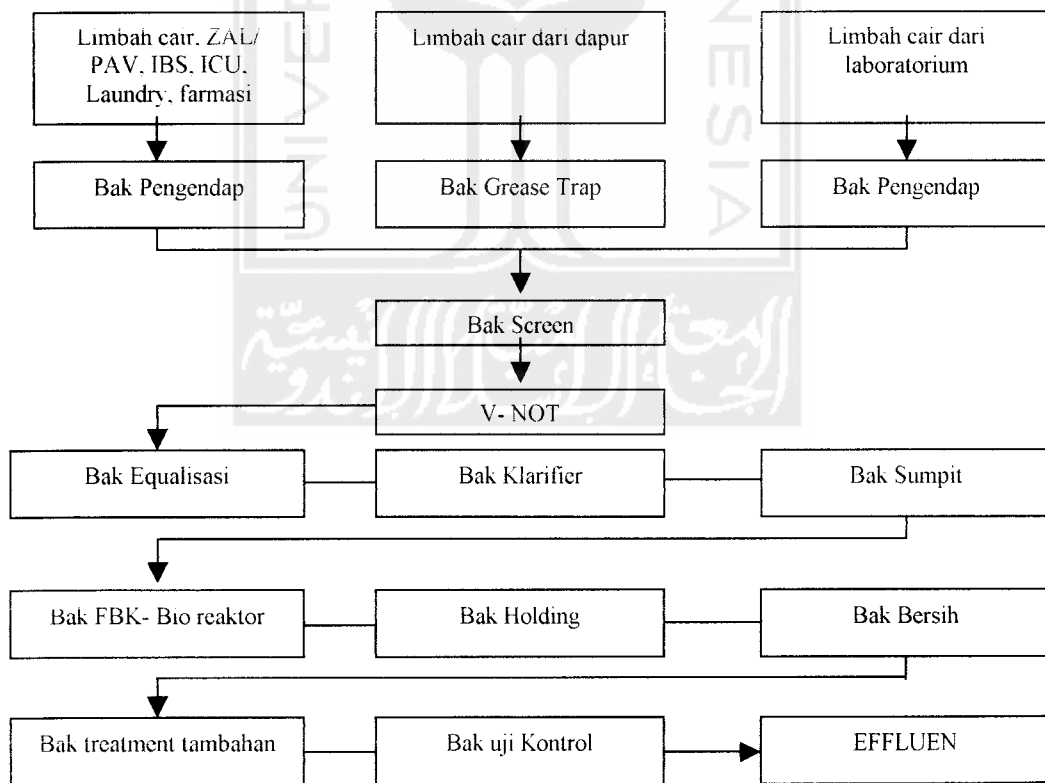 Limbah cair, ZAL/
PAV, IBS, ICU,
Laundry, farmasi
Limbah cair dari dapur
Limbah cair dari
laboratorium
Bak Pengendap
Bak Grease Trap
Bak Pengendap
Bak Screen
V- NOT
Bak Equalisasi
Bak Klarifier
Bak Sumpit
Bak FBK- Bio reaktor
Bak Holding
Bak Bersih
Bak treatment tambahan
Bak uji Kontrol
EFFLUEN
NESIA